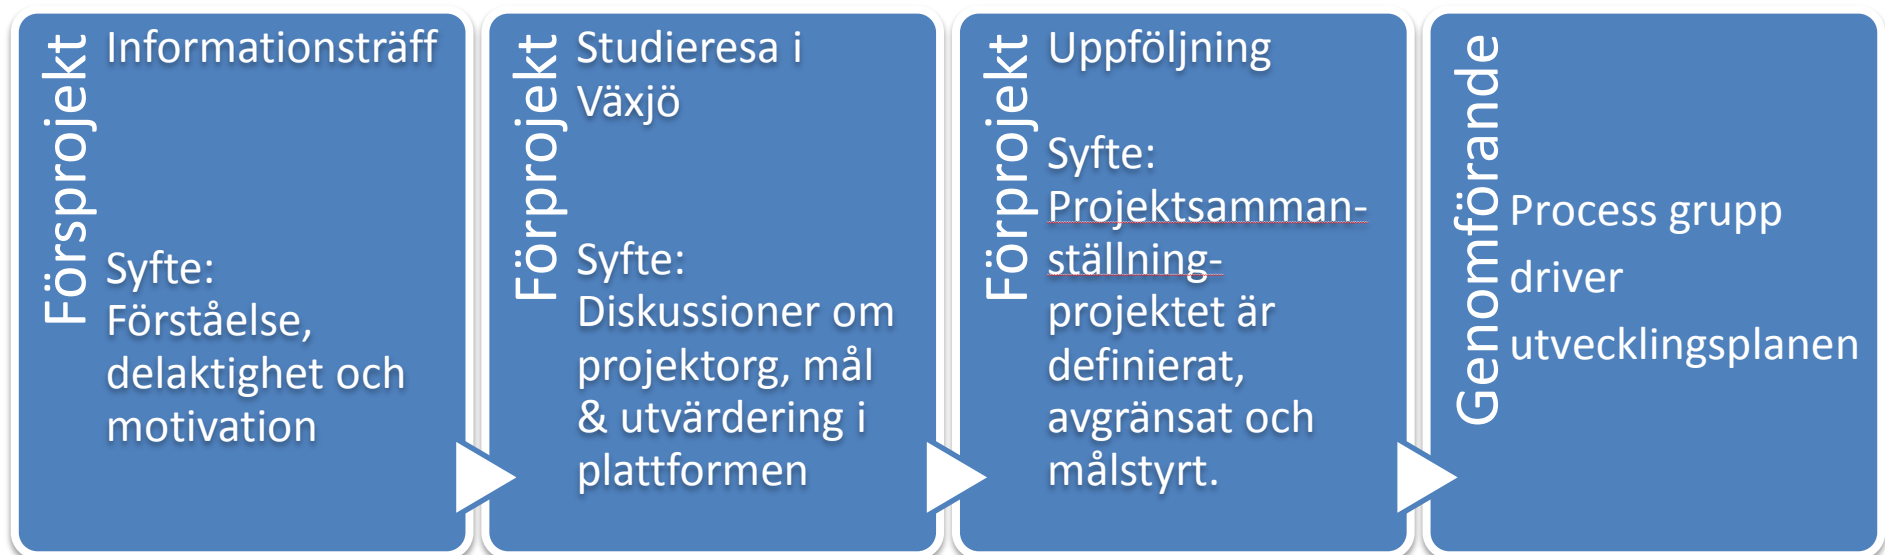 Försprojekt
Informationsträff
Syfte:
Förståelse,
delaktighet och
motivation
Förprojekt
Studieresa i
Växjö
Syfte:
Diskussioner om
projektorg, mål
& utvärdering i
plattformen
Förprojekt
Uppföljning
Syfte:
Projektsamman-
ställning-
projektet är
definierat,
avgränsat och
målstyrt.
Genomförande
Process grupp
driver
utvecklingsplanen